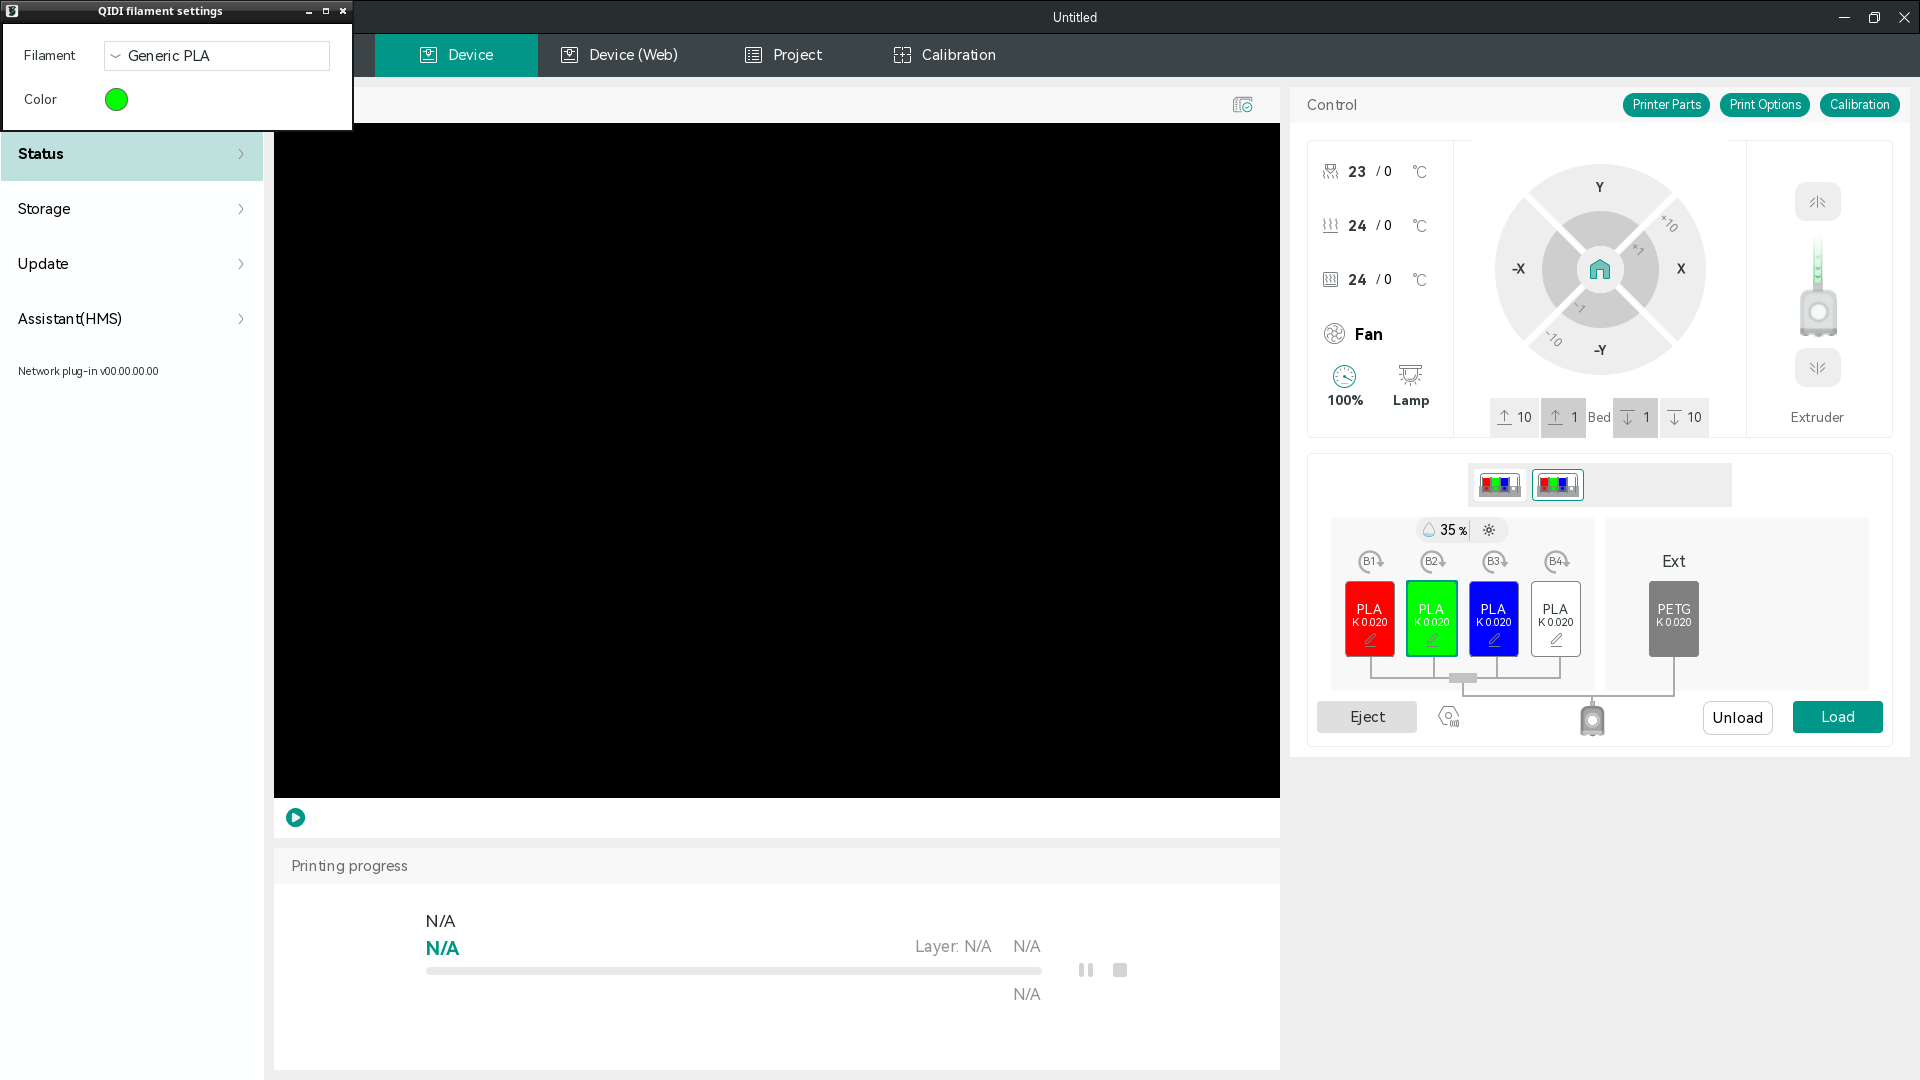 QIDI filament settings
Untitled
Filament
Generic PLA
Color
Device
Device (Web)
Project
Calibration
Status
Storage
Update
Assistant(HMS)
Network plug-in v00.00.00.00
Control
Printer Parts
Print Options
Calibration
23 / 0 ℃
24 / 0 ℃
24 / 0 ℃
Fan
100%
Lamp
Y
-X
X
-Y
+10
+1
-1
-10
10
1
Bed
1
10
Extruder
35 %
B1
B2
B3
B4
PLA
K 0.020
PLA
K 0.020
PLA
K 0.020
PLA
K 0.020
Ext
PETG
K 0.020
Eject
Unload
Load
Printing progress
N/A
N/A
Layer: N/A
N/A
N/A